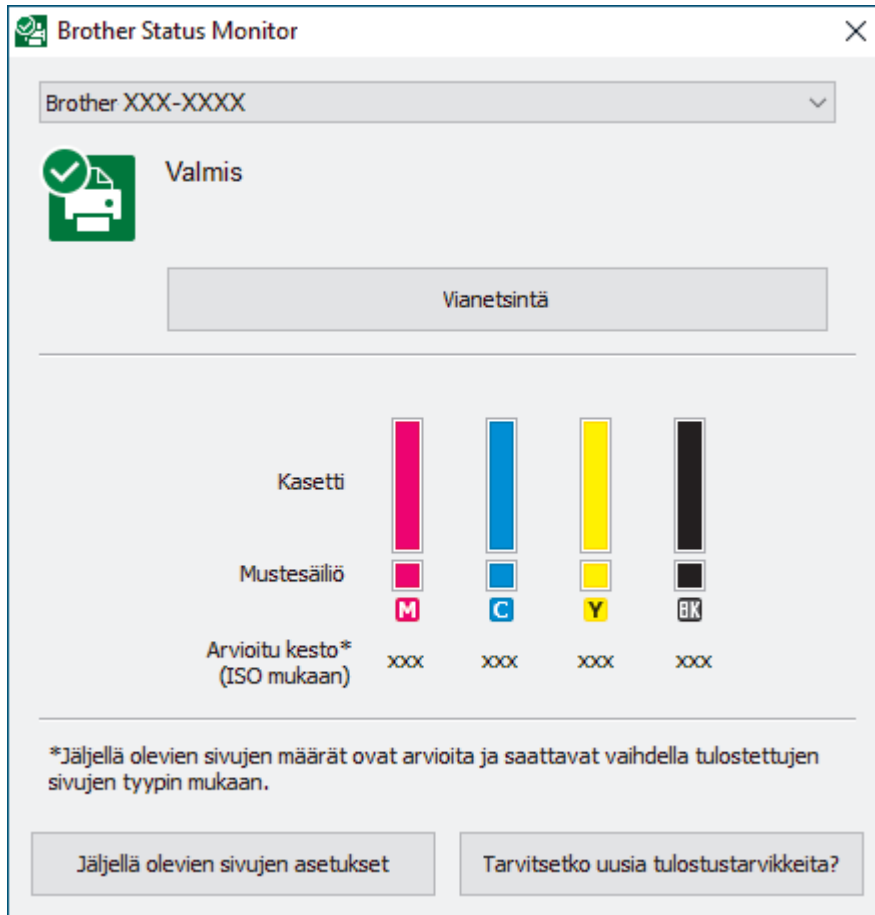 Brother Status Monitor
Brother XXX-XXXX
Valmis
Vianetsintä
Kasetti
Mustesäiliö
M C Y BK
Arvioitu kesto*
(ISO mukaan)
xxx xxx xxx xxx
*Jäljellä olevien sivujen määrät ovat arvioita ja saattavat vaihdella tulostettujen
sivujen tyypin mukaan.
Jäljellä olevien sivujen asetukset
Tarvitsetko uusia tulostustarvikkeita?